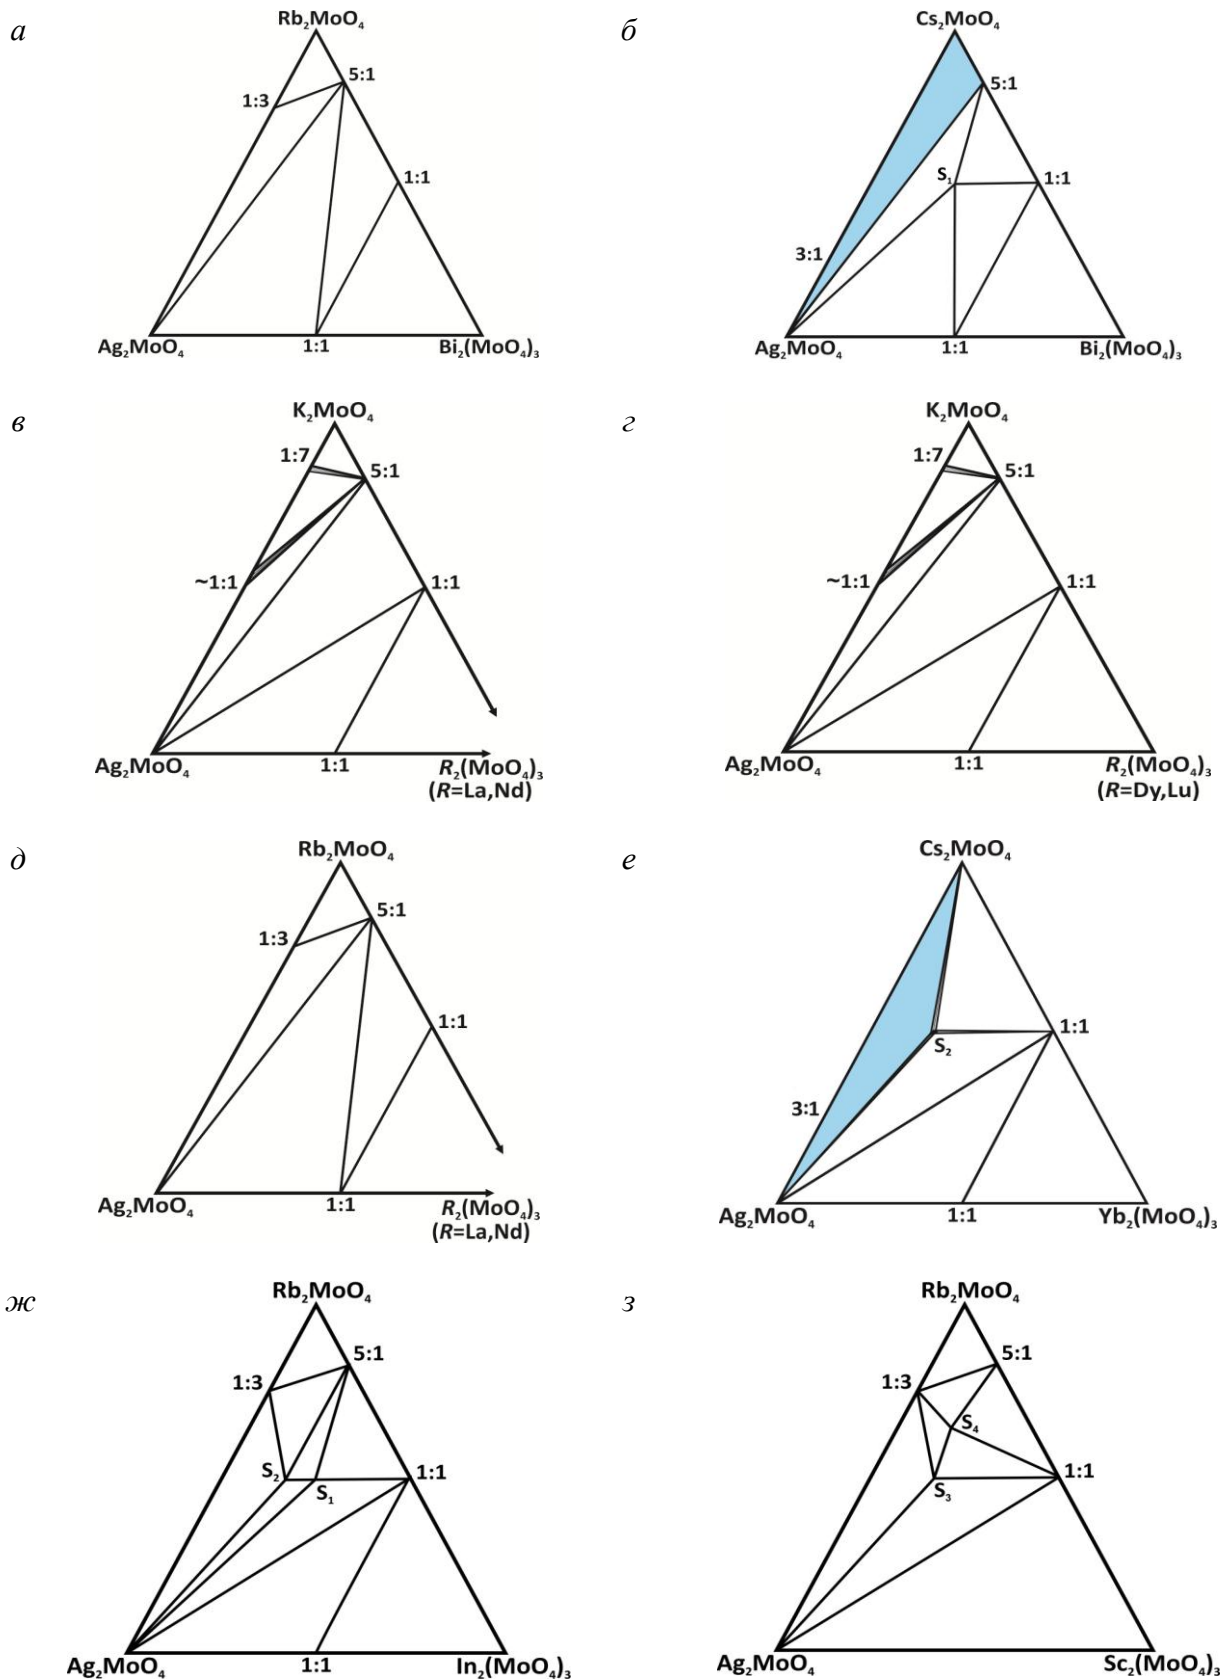 а
Rb₂MoO₄
5:1
1:3
1:1
Ag₂MoO₄
1:1
Bi₂(MoO₄)₃
б
Cs₂MoO₄
5:1
S₁
1:1
3:1
Ag₂MoO₄
1:1
Bi₂(MoO₄)₃
в
K₂MoO₄
1:7
5:1
~1:1
1:1
Ag₂MoO₄
1:1
R₂(MoO₄)₃
(R=La,Nd)
г
K₂MoO₄
1:7
5:1
~1:1
1:1
Ag₂MoO₄
1:1
R₂(MoO₄)₃
(R=Dy,Lu)
д
Rb₂MoO₄
5:1
1:3
1:1
Ag₂MoO₄
1:1
R₂(MoO₄)₃
(R=La,Nd)
е
Cs₂MoO₄
1:1
S₂
3:1
Ag₂MoO₄
1:1
Yb₂(MoO₄)₃
ж
Rb₂MoO₄
5:1
1:3
S₂
S₁
1:1
Ag₂MoO₄
1:1
In₂(MoO₄)₃
з
Rb₂MoO₄
5:1
1:3
S₄
1:1
S₃
Ag₂MoO₄
Sc₂(MoO₄)₃